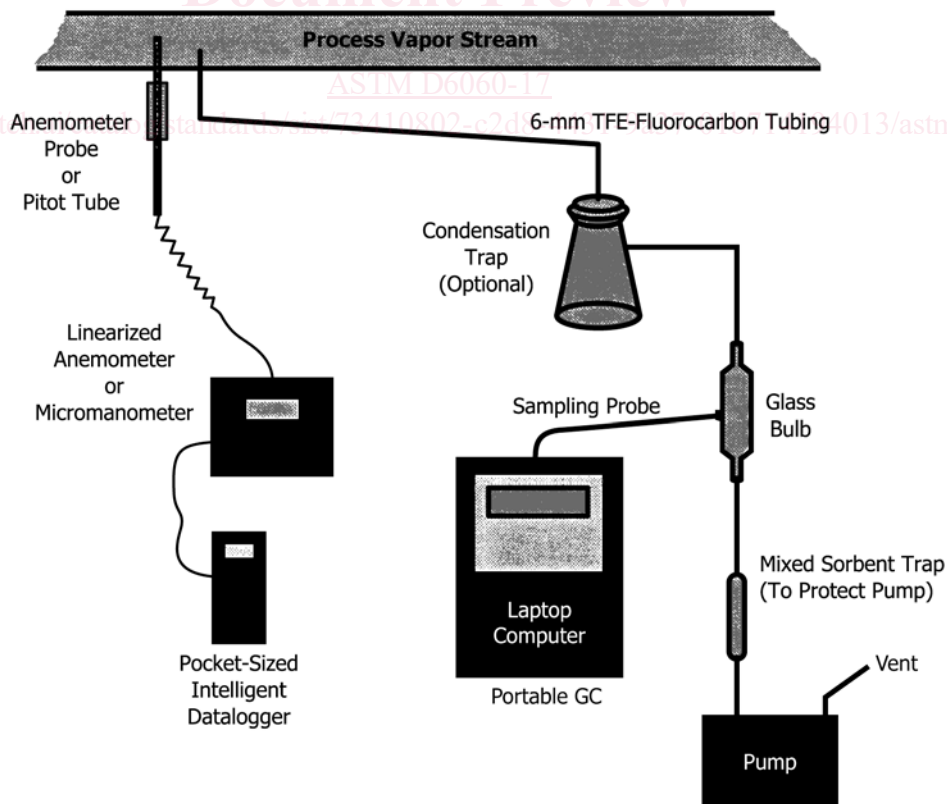 Document Preview
Process Vapor Stream
ASTM D6060-17
6-mm TFE-Fluorocarbon Tubing
Anemometer
Probe
or
Pitot Tube
Condensation
Trap
(Optional)
Linearized
Anemometer
or
Micromanometer
Sampling Probe
Glass
Bulb
Mixed Sorbent Trap
(To Protect Pump)
Laptop
Computer
Vent
Pocket-Sized
Intelligent
Datalogger
Portable GC
Pump